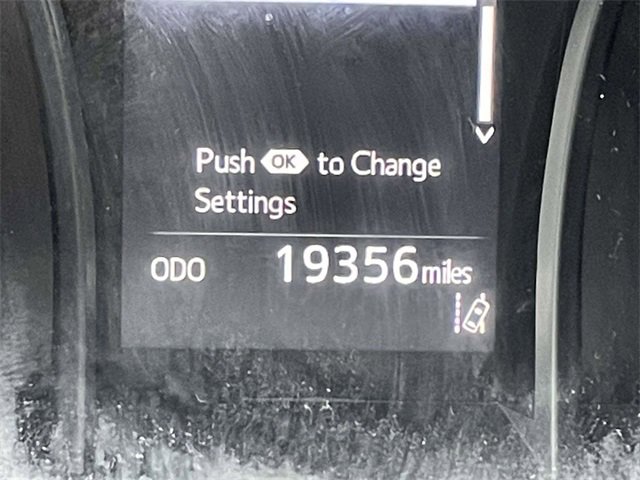 Push OK to Change
Settings
ODO 19356 miles